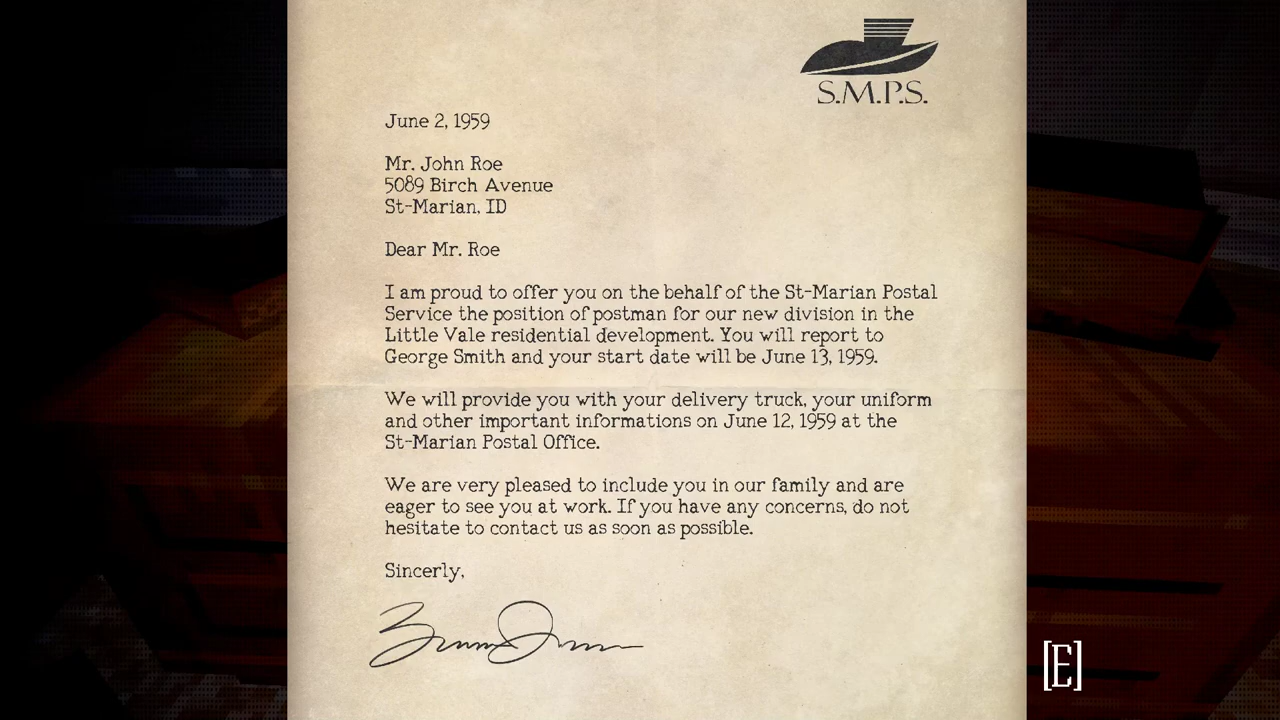 S.M.P.S.
June 2, 1959
Mr. John Roe
5089 Birch Avenue
St-Marian, ID
Dear Mr. Roe
I am proud to offer you on the behalf of the St-Marian Postal
Service the position of postman for our new division in the
Little Vale residential development. You will report to
George Smith and your start date will be June 13, 1959.
We will provide you with your delivery truck, your uniform
and other important informations on June 12, 1959 at the
St-Marian Postal Office.
We are very pleased to include you in our family and are
eager to see you at work. If you have any concerns, do not
hesitate to contact us as soon as possible.
Sincerly,
[E]